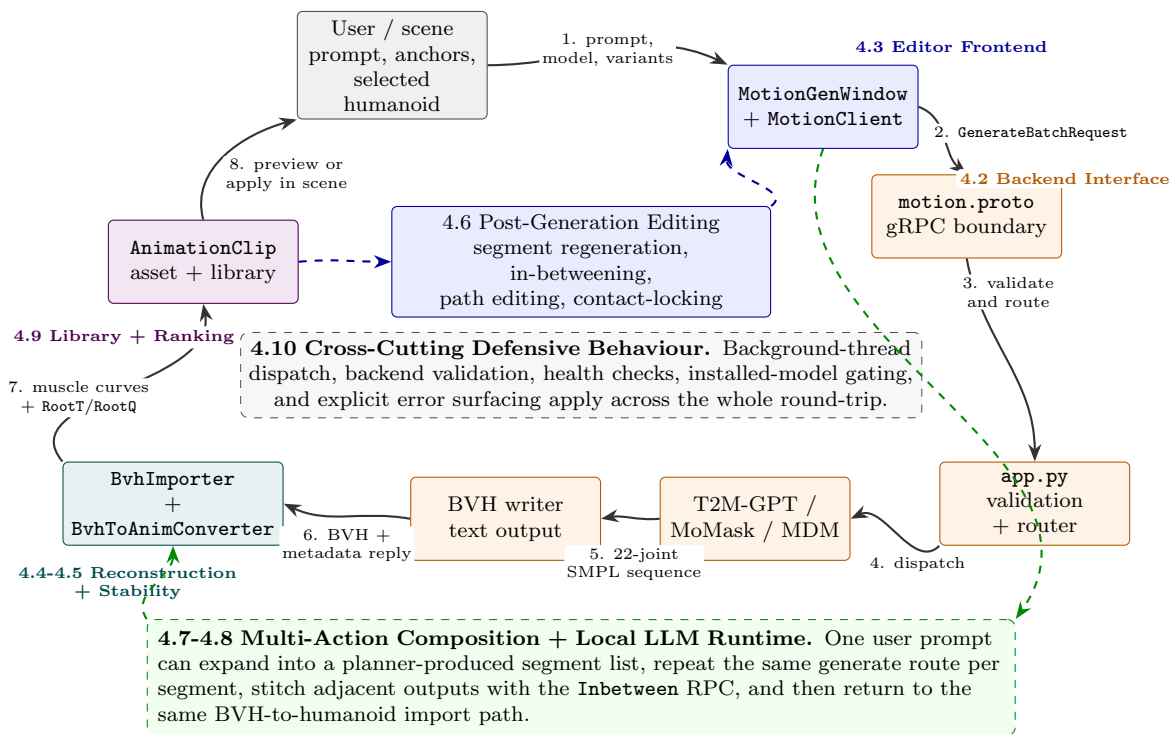 User / scene
prompt, anchors,
selected
humanoid
1. prompt,
model, variants
4.3 Editor Frontend
MotionGenWindow
+ MotionClient
2. GenerateBatchRequest
4.2 Backend Interface
motion.proto
gRPC boundary
3. validate
and route
8. preview or
apply in scene
AnimationClip
asset + library
4.6 Post-Generation Editing
segment regeneration,
in-betweening,
path editing, contact-locking
4.9 Library + Ranking
4.10 Cross-Cutting Defensive Behaviour. Background-thread
dispatch, backend validation, health checks, installed-model gating,
and explicit error surfacing apply across the whole round-trip.
7. muscle curves
+ RootT/RootQ
BvhImporter
+
BvhToAnimConverter
6. BVH +
metadata reply
BVH writer
text output
5. 22-joint
SMPL sequence
T2M-GPT /
MoMask / MDM
4. dispatch
app.py
validation
+ router
4.4-4.5 Reconstruction
+ Stability
4.7-4.8 Multi-Action Composition + Local LLM Runtime. One user prompt
can expand into a planner-produced segment list, repeat the same generate route per
segment, stitch adjacent outputs with the Inbetween RPC, and then return to the
same BVH-to-humanoid import path.